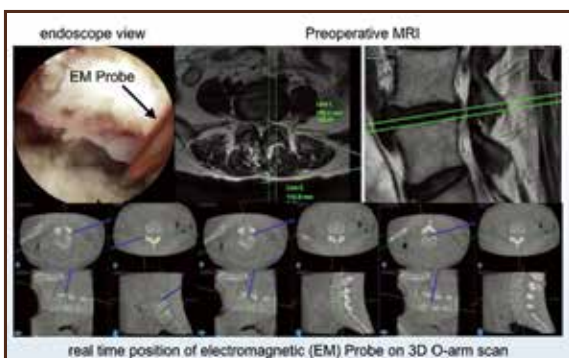 endoscope view
Preoperative MRI
EM Probe
real time position of electromagnetic (EM) Probe on 3D O-arm scan